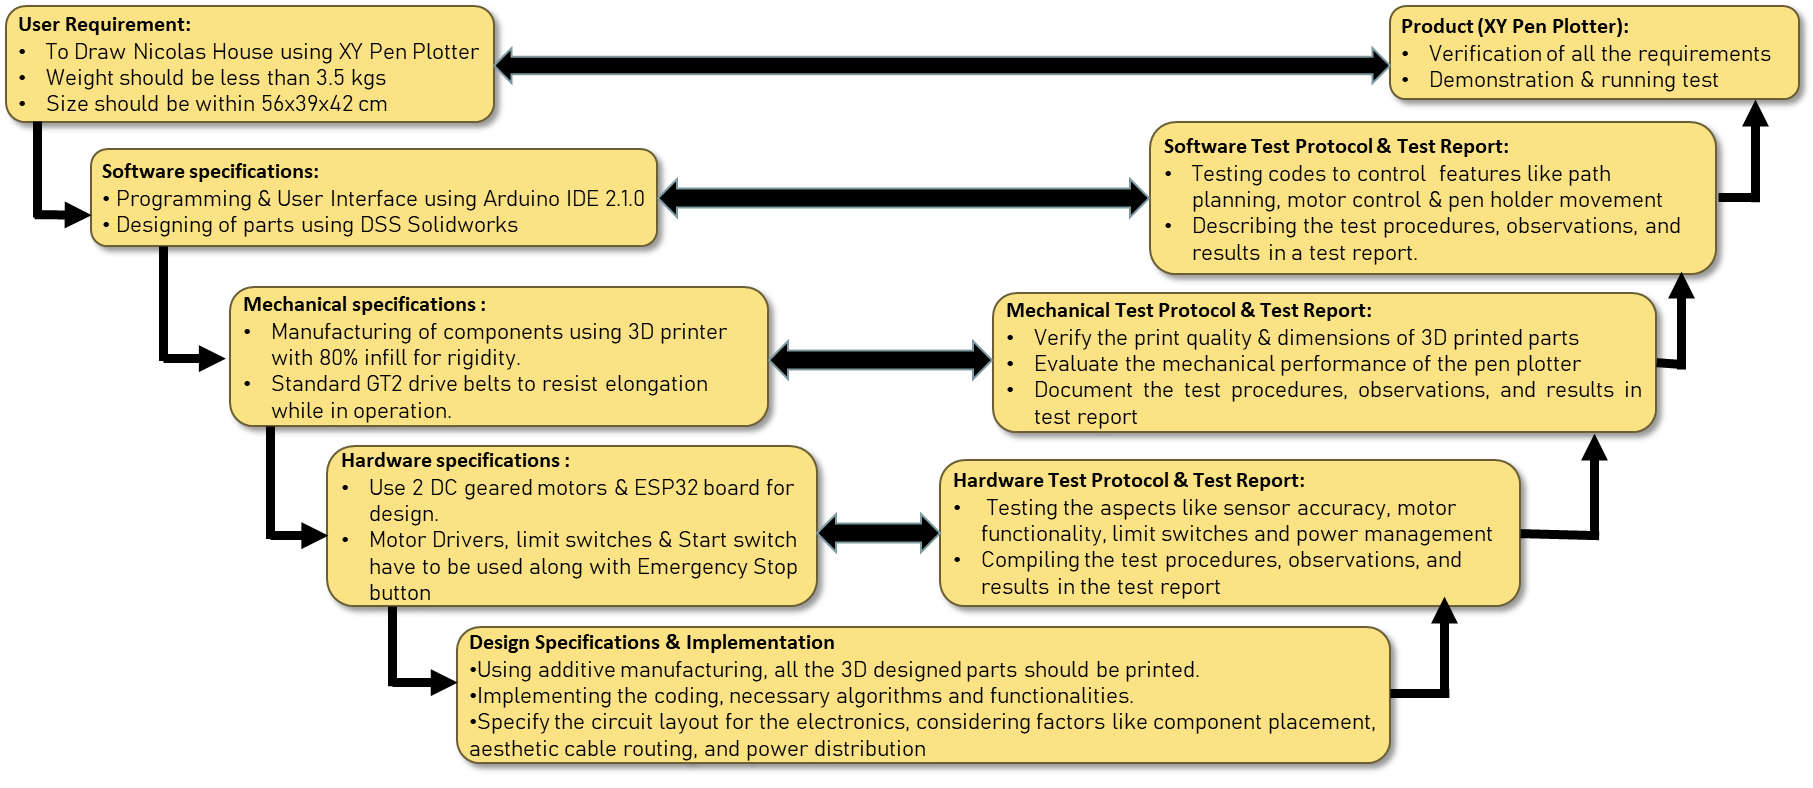 User Requirement:
• To Draw Nicolas House using XY Pen Plotter
• Weight should be less than 3.5 kgs
• Size should be within 56x39x42 cm
Product (XY Pen Plotter):
• Verification of all the requirements
• Demonstration & running test
Software specifications:
• Programming & User Interface using Arduino IDE 2.1.0
• Designing of parts using DSS Solidworks
Software Test Protocol & Test Report:
• Testing codes to control features like path
planning, motor control & pen holder movement
• Describing the test procedures, observations, and
results in a test report.
Mechanical specifications :
• Manufacturing of components using 3D printer
with 80% infill for rigidity.
• Standard GT2 drive belts to resist elongation
while in operation.
Mechanical Test Protocol & Test Report:
• Verify the print quality & dimensions of 3D printed parts
• Evaluate the mechanical performance of the pen plotter
• Document the test procedures, observations, and results in
test report
Hardware specifications :
• Use 2 DC geared motors & ESP32 board for
design.
• Motor Drivers, limit switches & Start switch
have to be used along with Emergency Stop
button
Hardware Test Protocol & Test Report:
• Testing the aspects like sensor accuracy, motor
functionality, limit switches and power management
• Compiling the test procedures, observations, and
results in the test report
Design Specifications & Implementation
•Using additive manufacturing, all the 3D designed parts should be printed.
•Implementing the coding, necessary algorithms and functionalities.
•Specify the circuit layout for the electronics, considering factors like component placement,
aesthetic cable routing, and power distribution